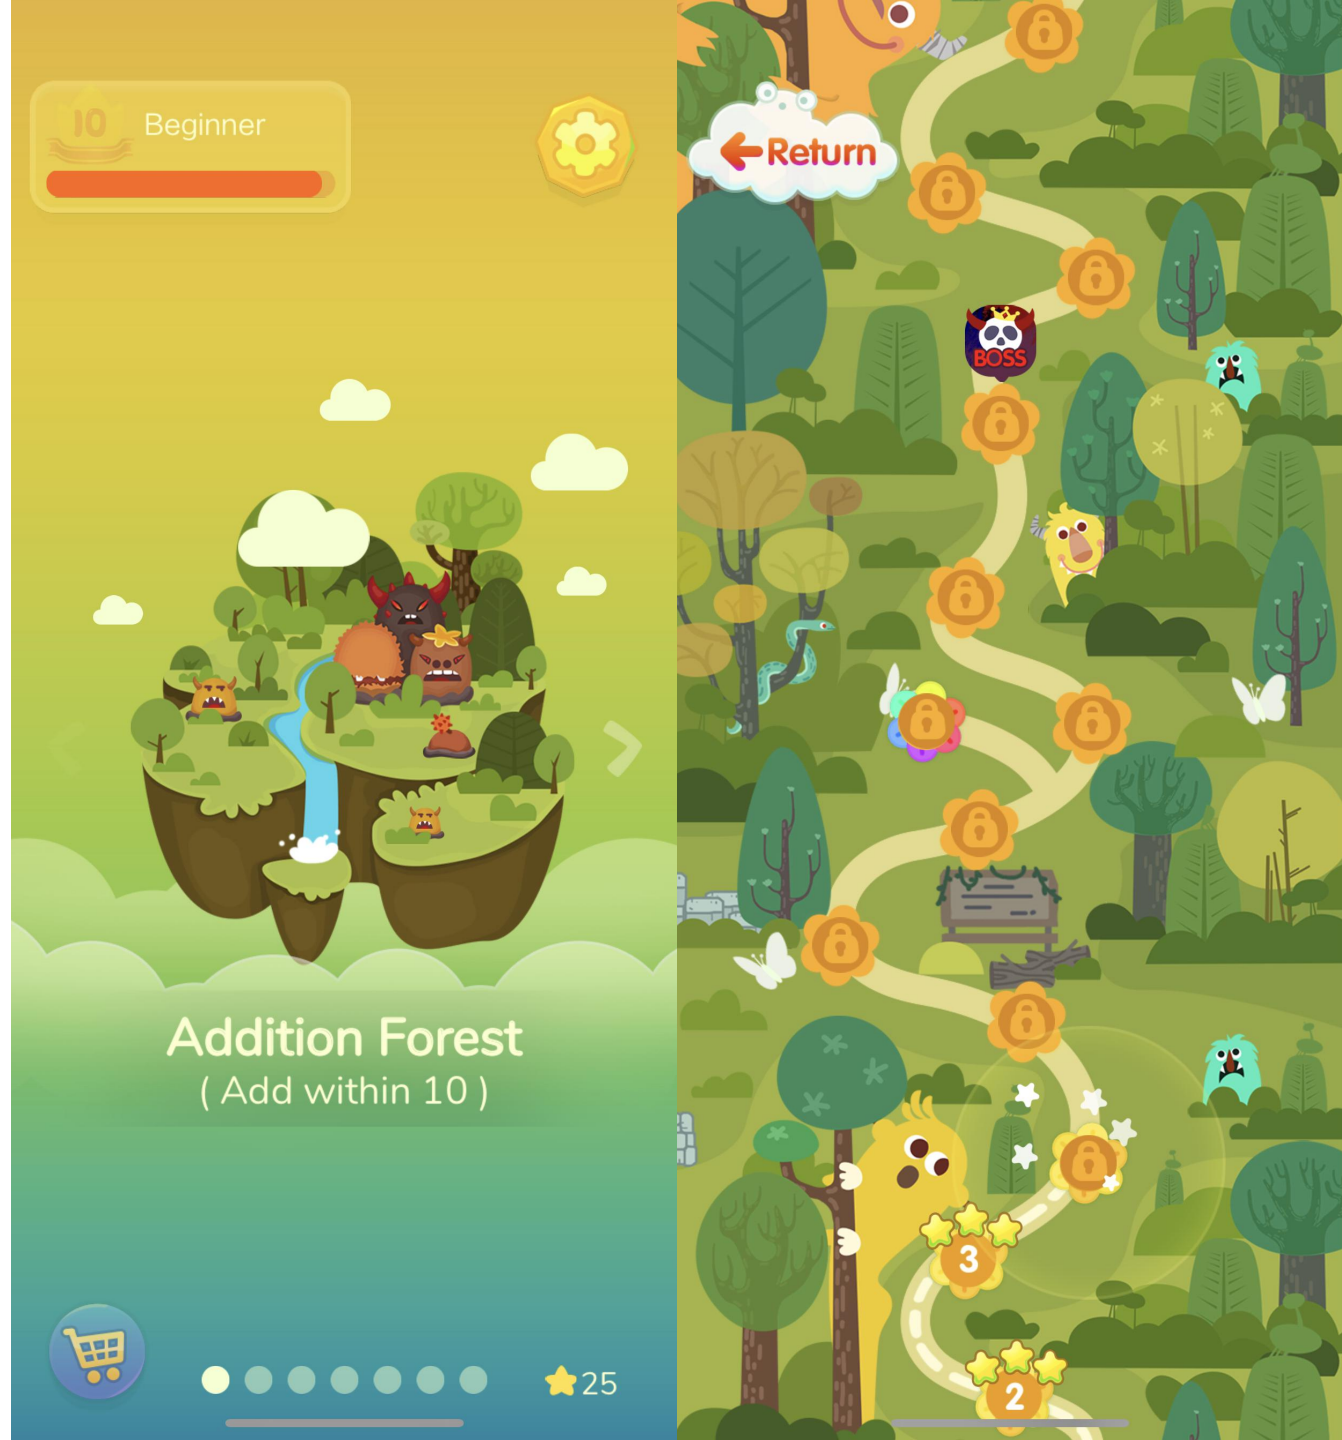 10
Beginner
Addition Forest
( Add within 10 )
25
Return
BOSS
3
2